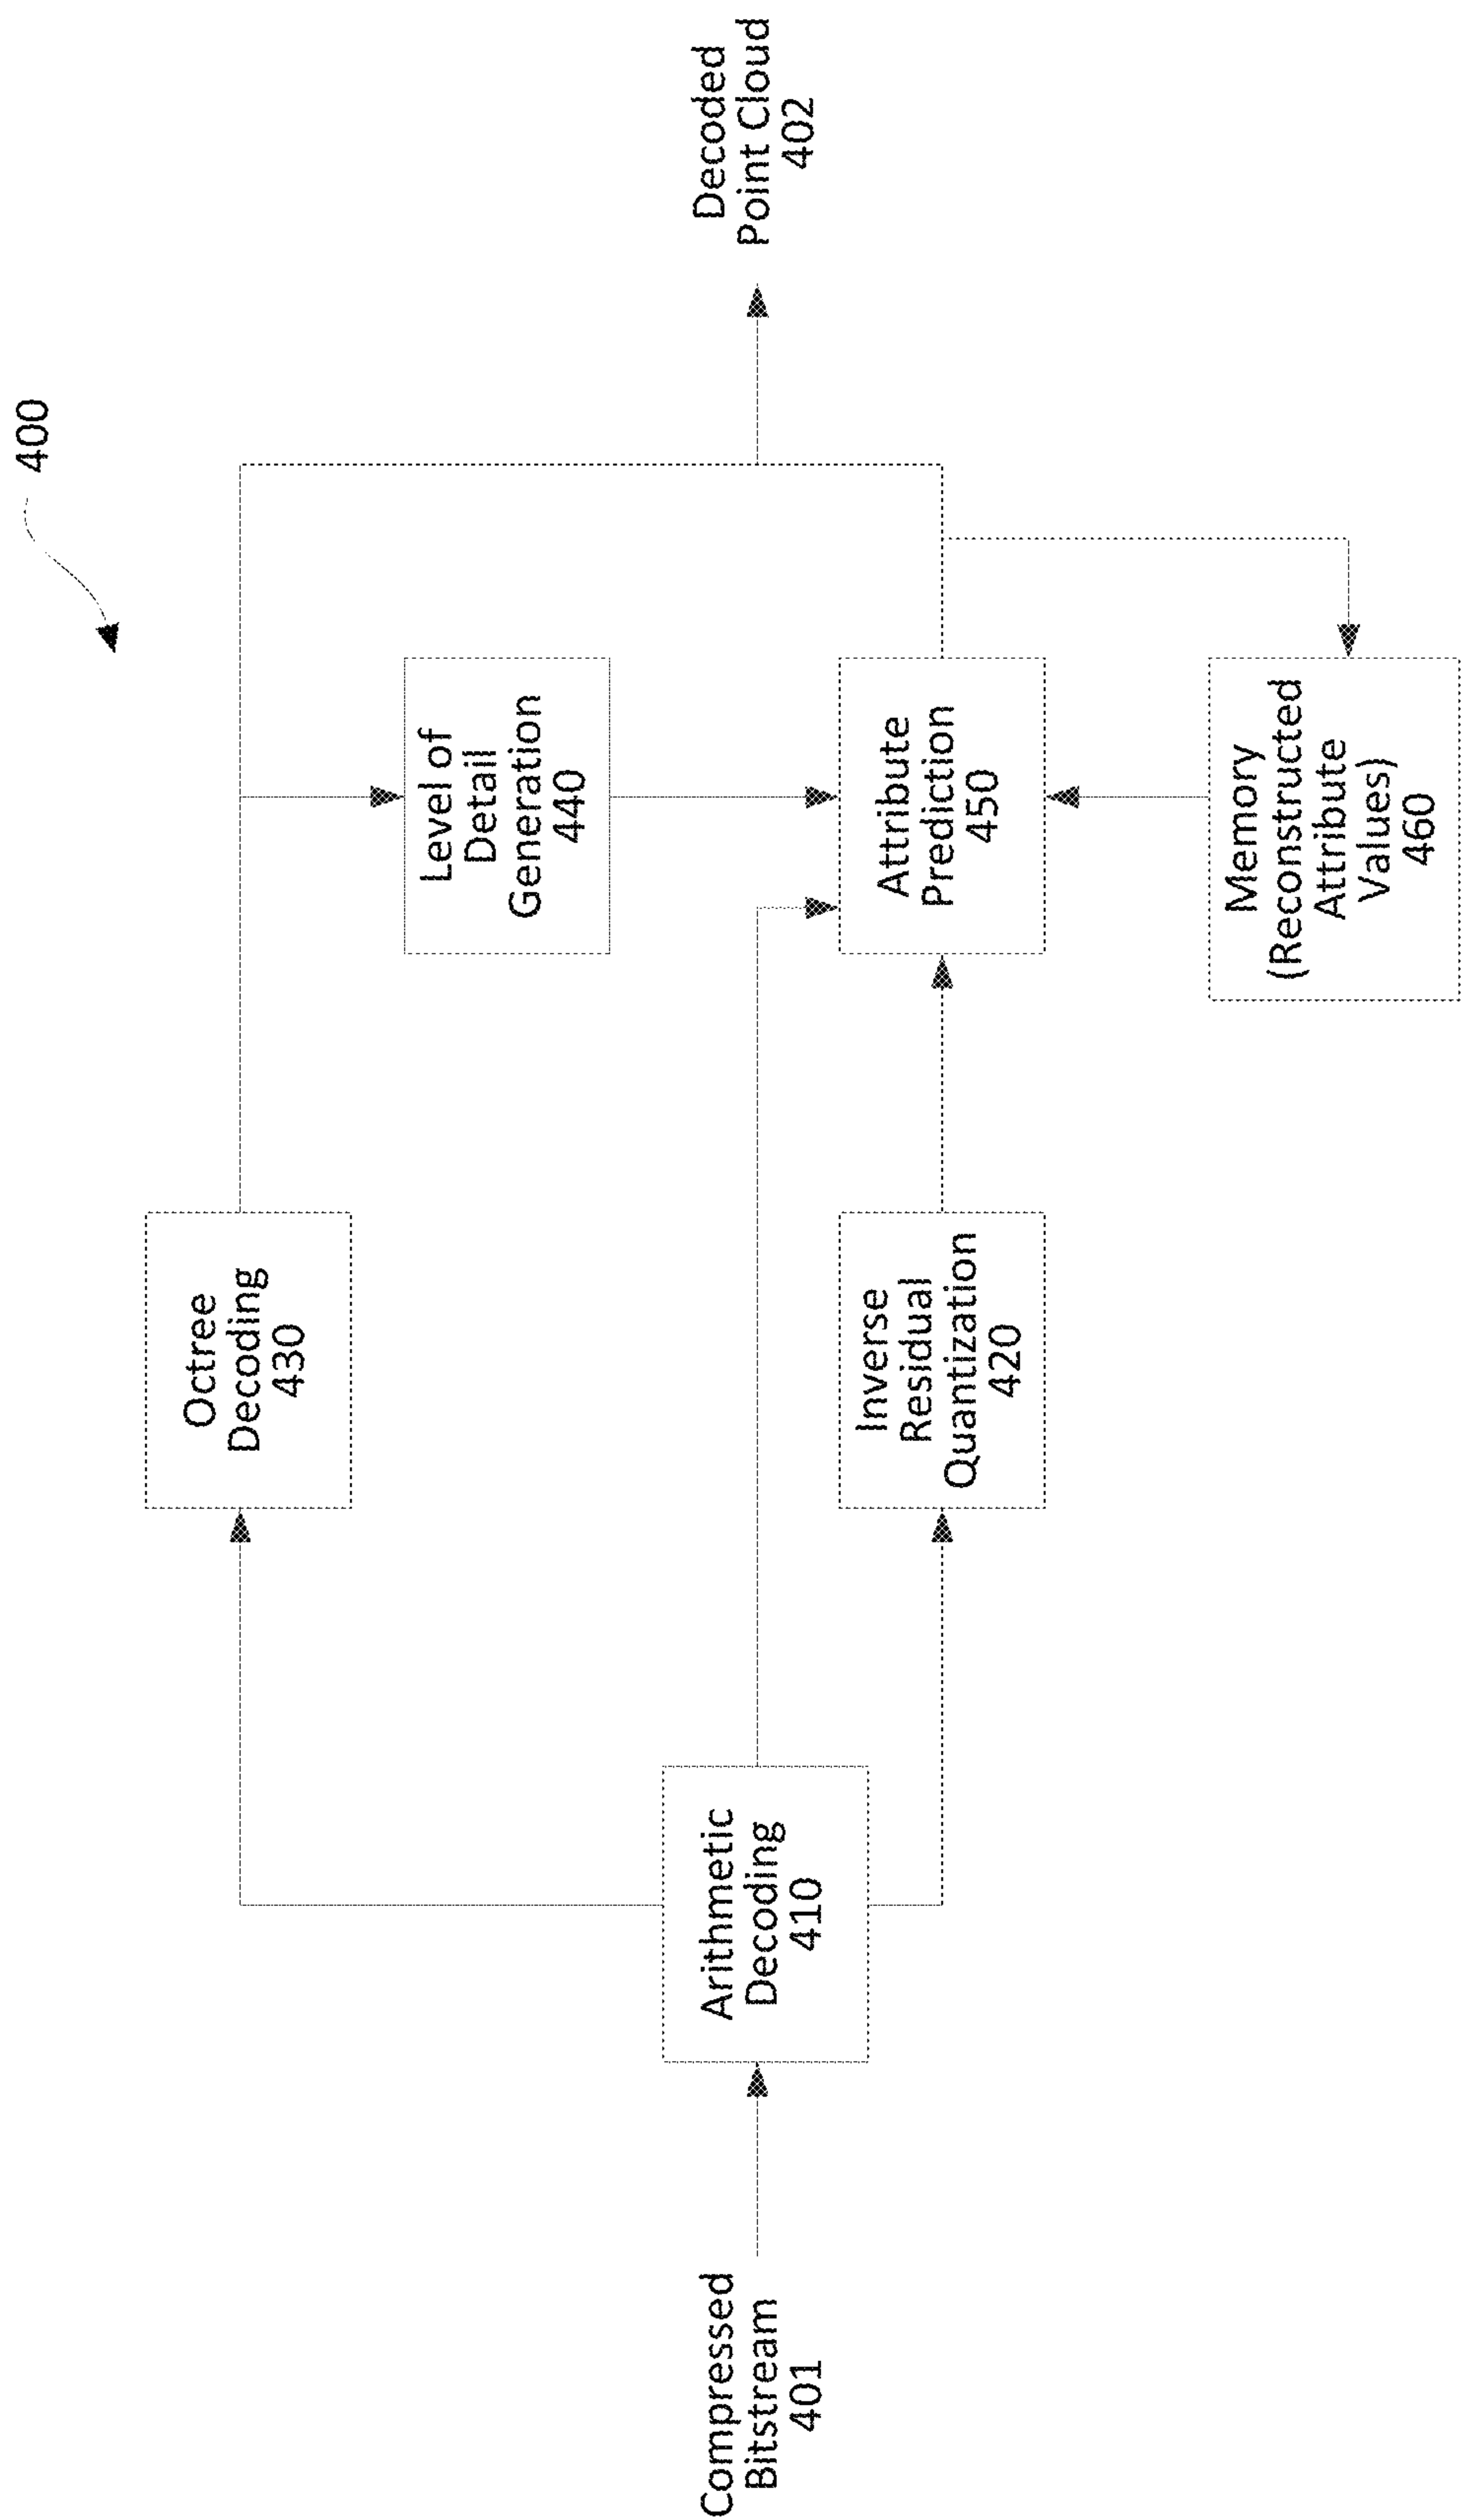 400
Compressed
Bitstream
401
Arithmetic
Decoding
410
Octree
Decoding
430
Inverse
Residual
Quantization
420
Level of
Detail
Generation
440
Attribute
Prediction
450
Memory
(Reconstructed
Attribute
Values)
460
Decoded
Point Cloud
402